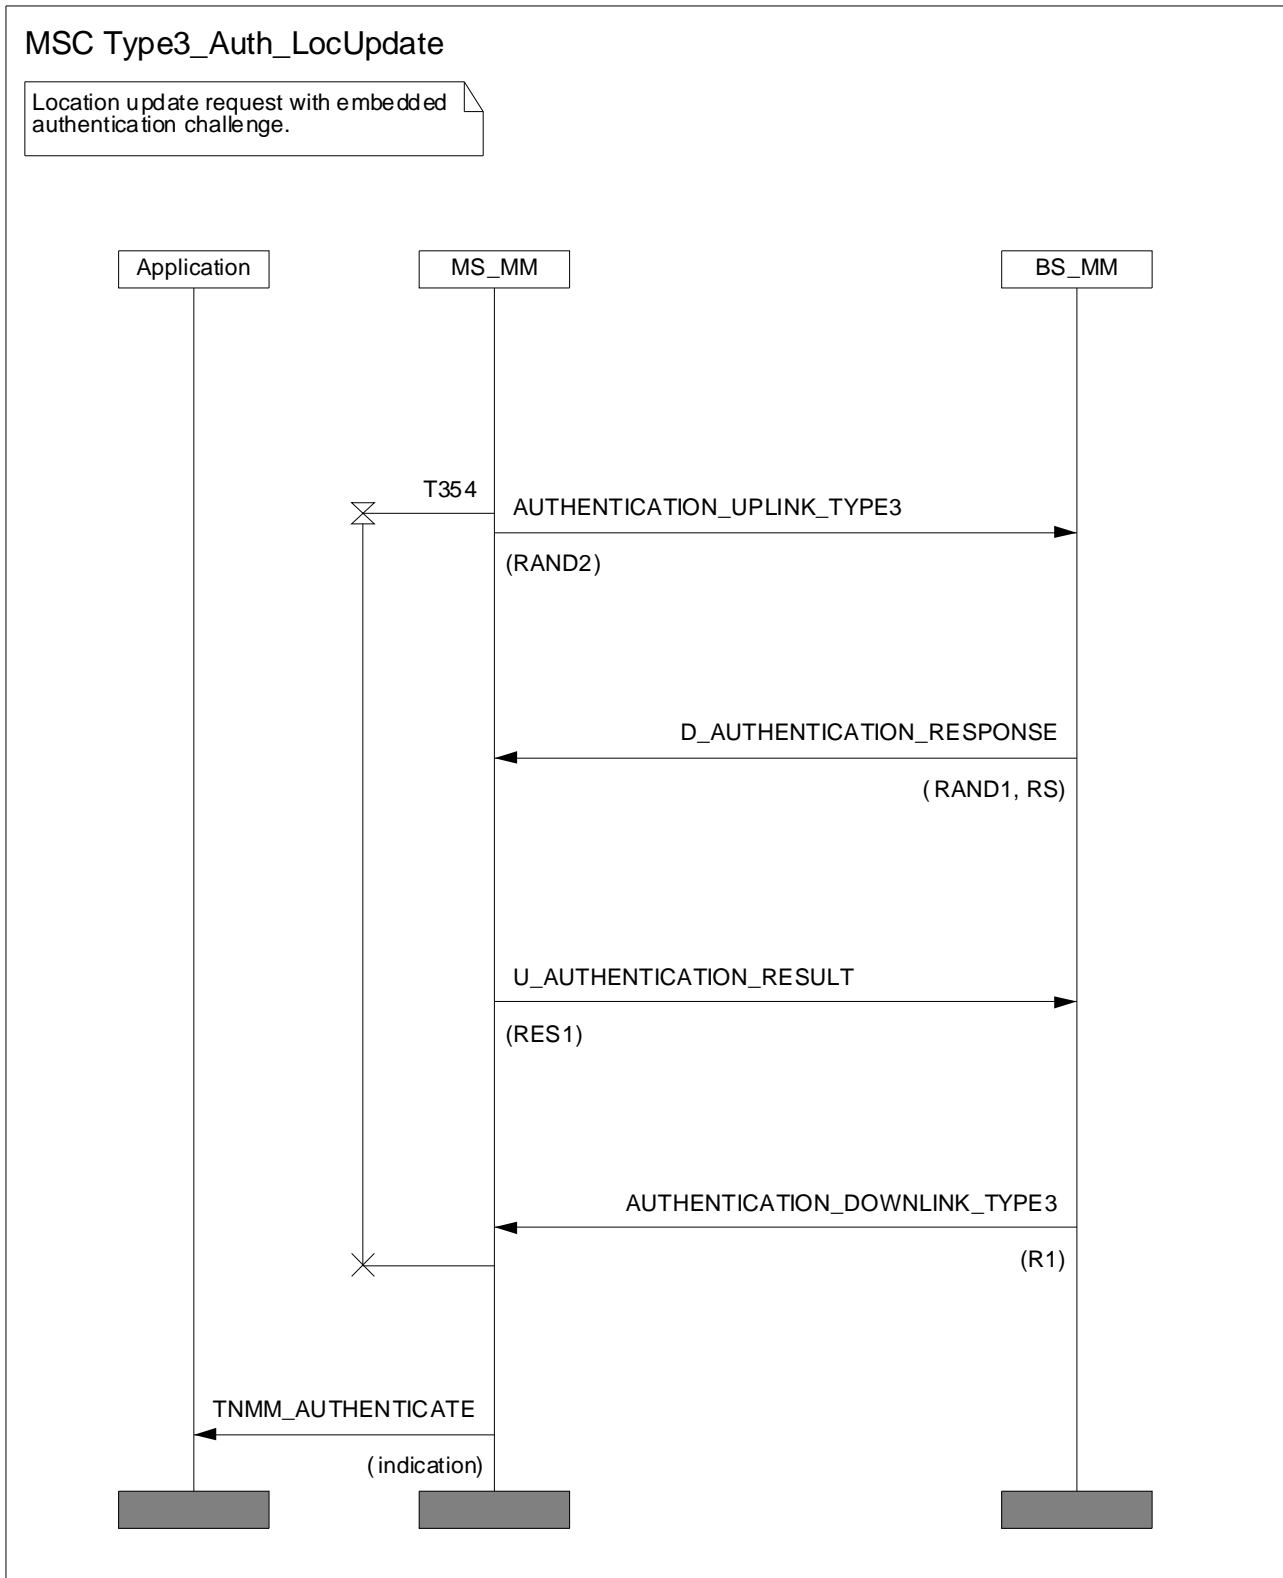 MSC Type3_Auth_LocUpdate
Location update request with embedded
authentication challenge.
Application
MS_MM
BS_MM
T354
AUTHENTICATION_UPLINK_TYPE3
(RAND2)
D_AUTHENTICATION_RESPONSE
(RAND1, RS)
U_AUTHENTICATION_RESULT
(RES1)
AUTHENTICATION_DOWNLINK_TYPE3
(R1)
TNMM_AUTHENTICATE
(indication)